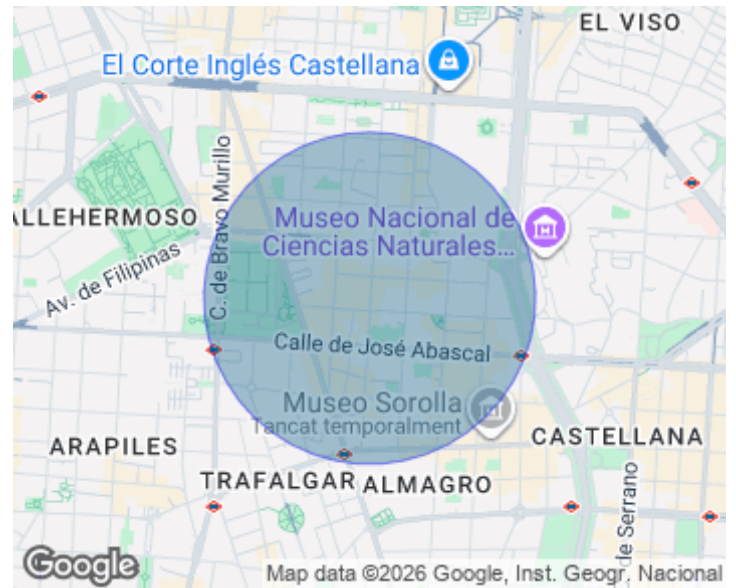 EL VISO
El Corte Inglés Castellana
C. de Bravo Murillo
ALLEHERMOSO
Museo Nacional de
Ciencias Naturales...
Av. de Filipinas
Calle de José Abascal
Museo Sorolla
Tancat temporalment
ARAPILES
CASTELLANA
TRAFALGAR
ALMAGRO
de Serrano
Google
Map data ©2026 Google, Inst. Geogr. Nacional